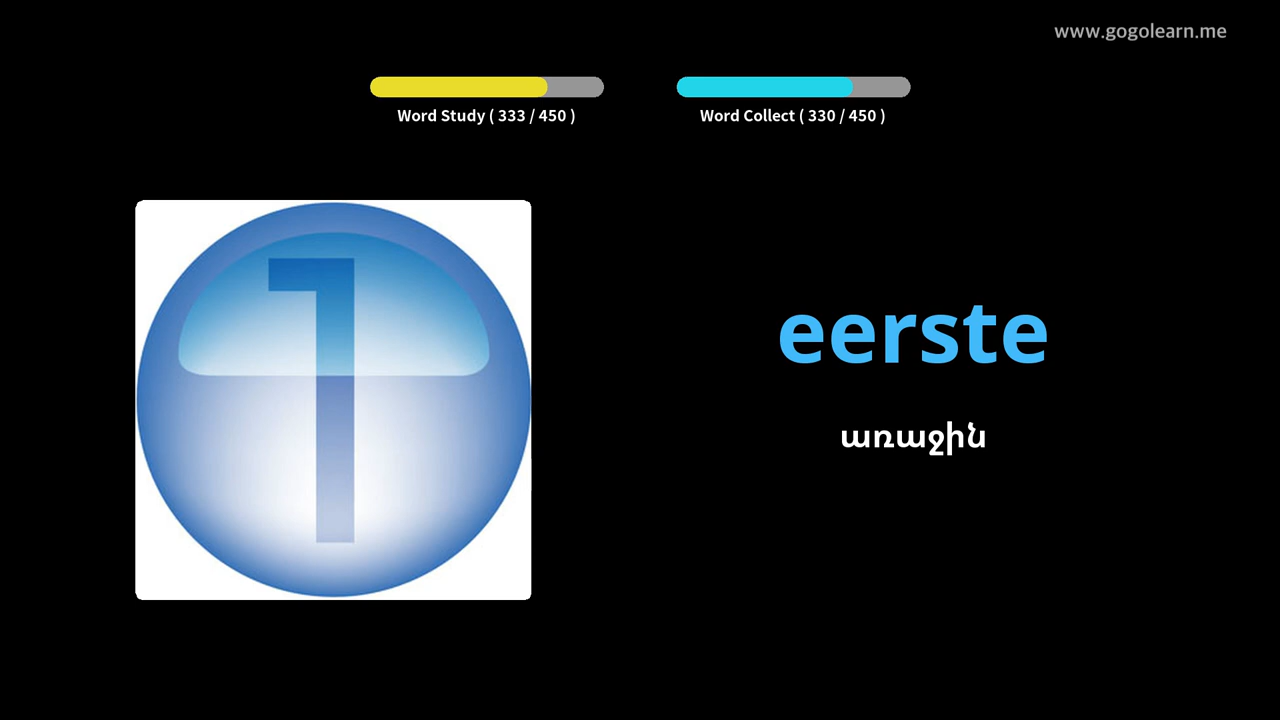 www.gogolearn.me
Word Study ( 333 / 450 )
Word Collect ( 330 / 450 )
1
eerste
առաջին